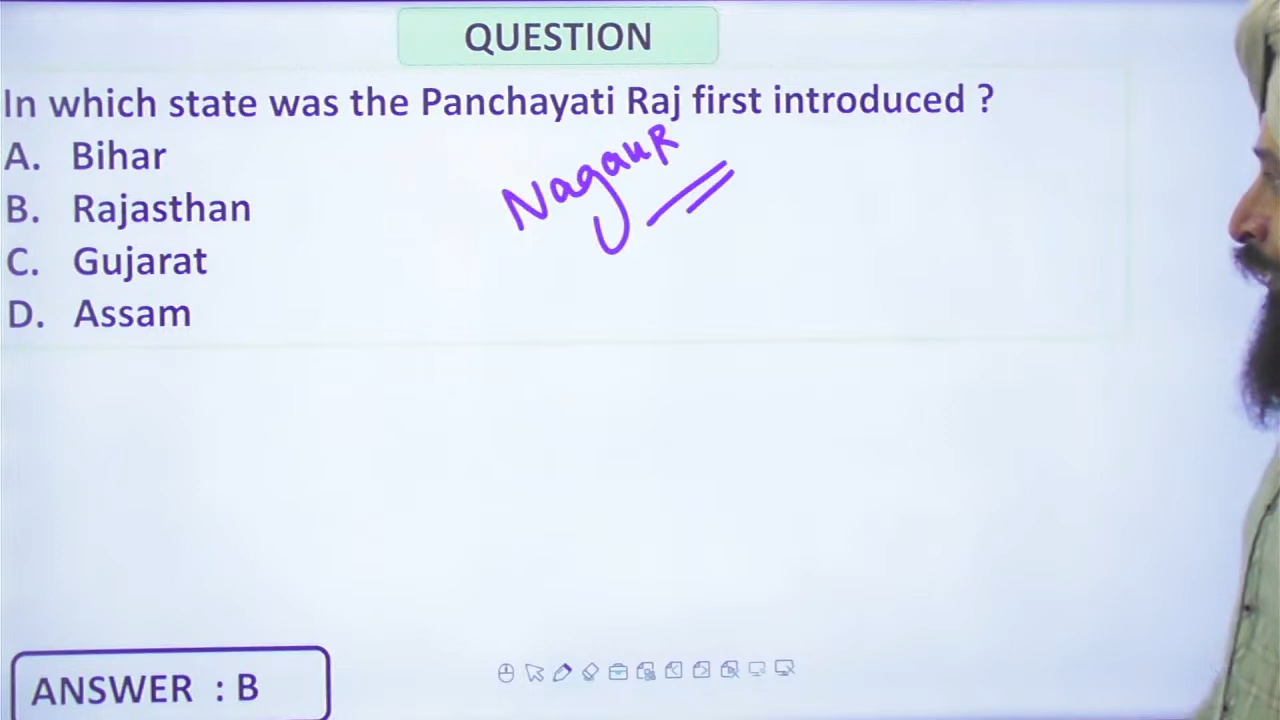 QUESTION
In which state was the Panchayati Raj first introduced ?
A. Bihar
B. Rajasthan
C. Gujarat
D. Assam
Nagaur
ANSWER : B